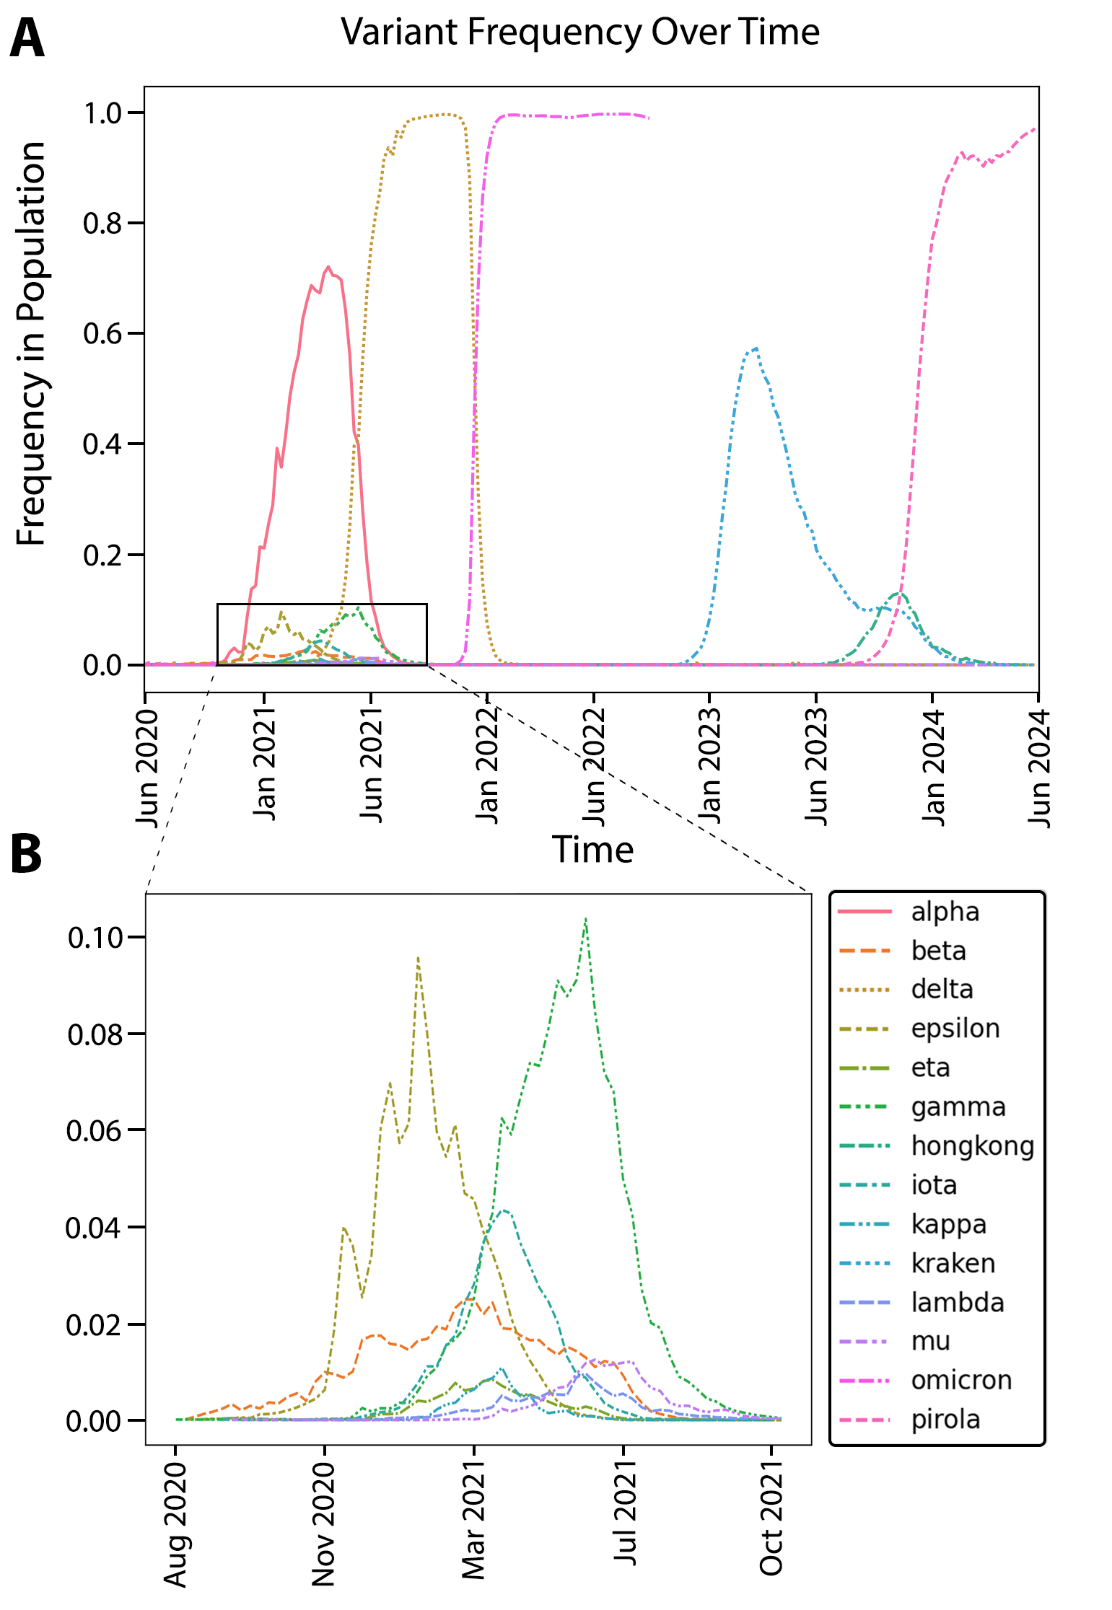 A
Variant Frequency Over Time
Frequency in Population
1.0
0.8
0.6
0.4
0.2
0.0
Jun 2020
Jan 2021
Jun 2021
Jan 2022
Jun 2022
Jan 2023
Jun 2023
Jan 2024
Jun 2024
Time
B
0.10
0.08
0.06
0.04
0.02
0.00
Aug 2020
Nov 2020
Mar 2021
Jul 2021
Oct 2021
alpha
beta
delta
epsilon
eta
gamma
hongkong
iota
kappa
kraken
lambda
mu
omicron
pirola